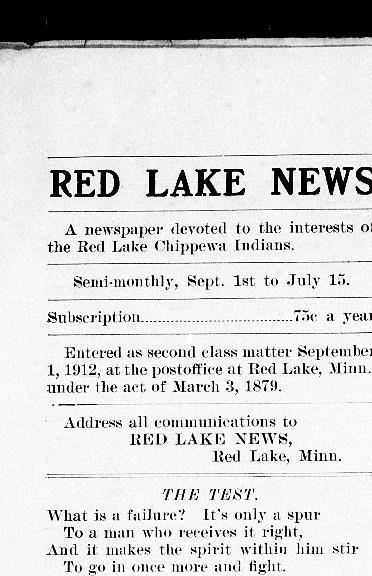 RED LAKE NEWS
A newspaper devoted to the interests of
the Red Lake Chippewa Indians.
Semi-monthly, Sept. 1st to July 15.
Subscription..............................75c a year
Entered as second class matter September
1, 1912, at the postoffice at Red Lake, Minn.
under the act of March 3, 1879.
Address all communications to
RED LAKE NEWS,
Red Lake, Minn.
THE TEST.
What is a failure? It's only a spur
To a man who receives it right,
And it makes the spirit within him stir
To go in once more and fight.